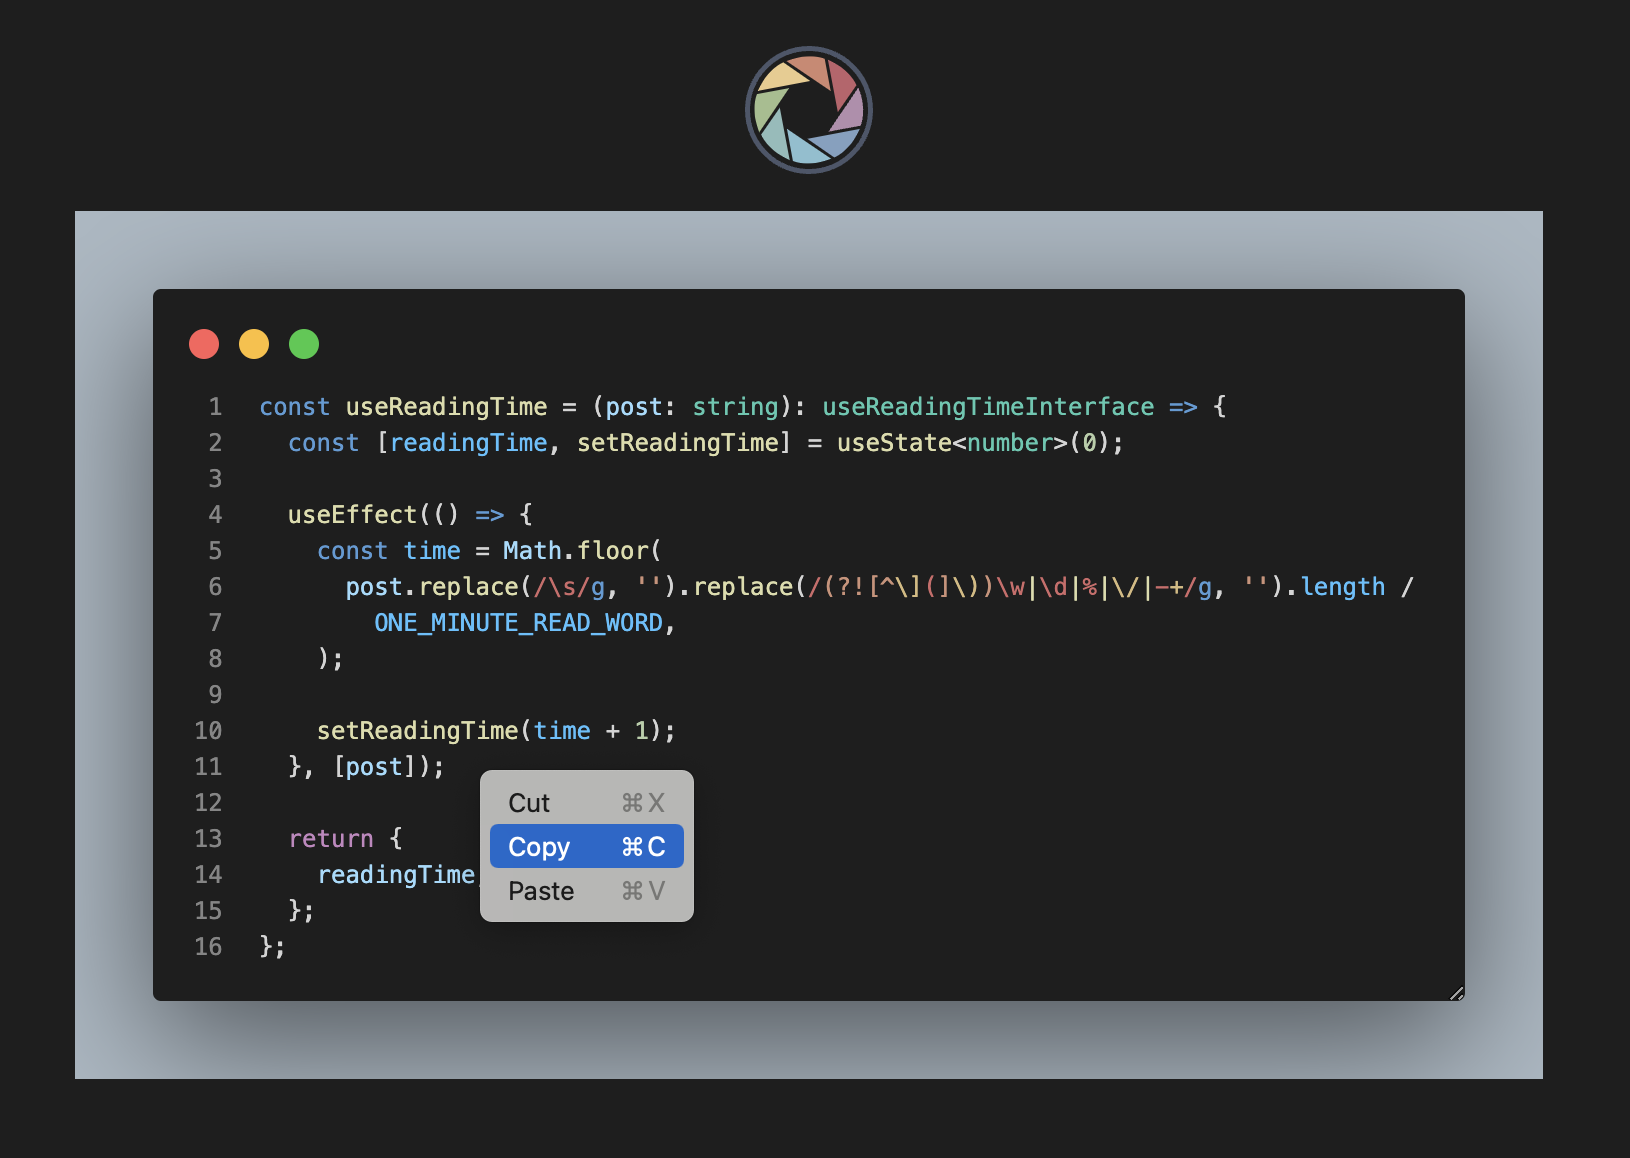 1 const useReadingTime = (post: string): useReadingTimeInterface => {
2   const [readingTime, setReadingTime] = useState<number>(0);
3
4   useEffect(() => {
5     const time = Math.floor(
6       post.replace(/\s/g, '').replace(/(?![^\](]\))\w|\d|%|\/|-+/g, '').length /
7         ONE_MINUTE_READ_WORD,
8     );
9
10     setReadingTime(time + 1);
11   }, [post]);
12
13   return {
14     readingTime,
15   };
16 };
Cut ⌘X
Copy ⌘C
Paste ⌘V